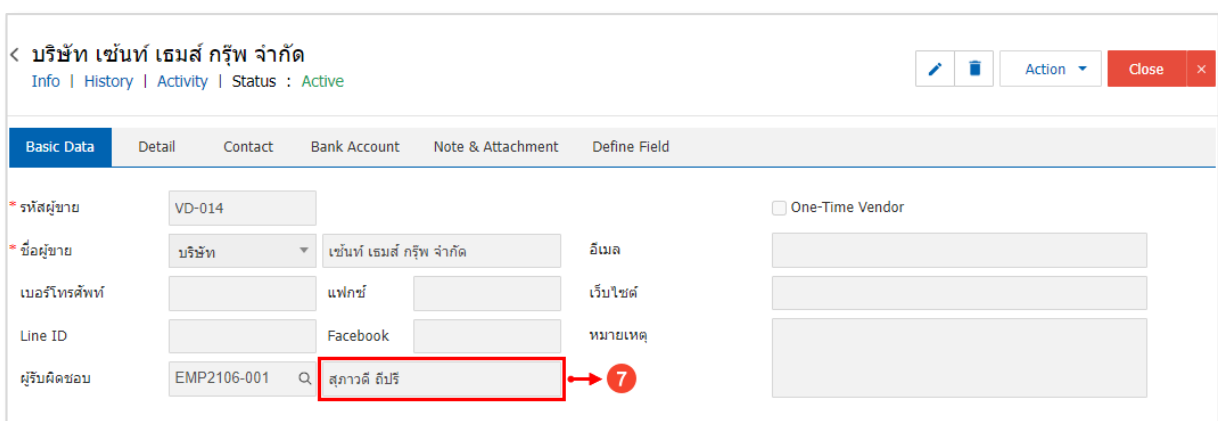 บริษัท เซ้นท์ เธมส์ กรุ๊พ จำกัด
Info | History | Activity | Status : Active
Action
Close ×
Basic Data Detail Contact Bank Account Note & Attachment Define Field
* รหัสผู้ขาย VD-014 One-Time Vendor
* ชื่อผู้ขาย บริษัท เซ้นท์ เธมส์ กรุ๊พ จำกัด อีเมล
เบอร์โทรศัพท์ แฟกซ์ เว็บไซต์
Line ID Facebook หมายเหตุ
ผู้รับผิดชอบ EMP2106-001 สุภาวดี ถีปรี 7